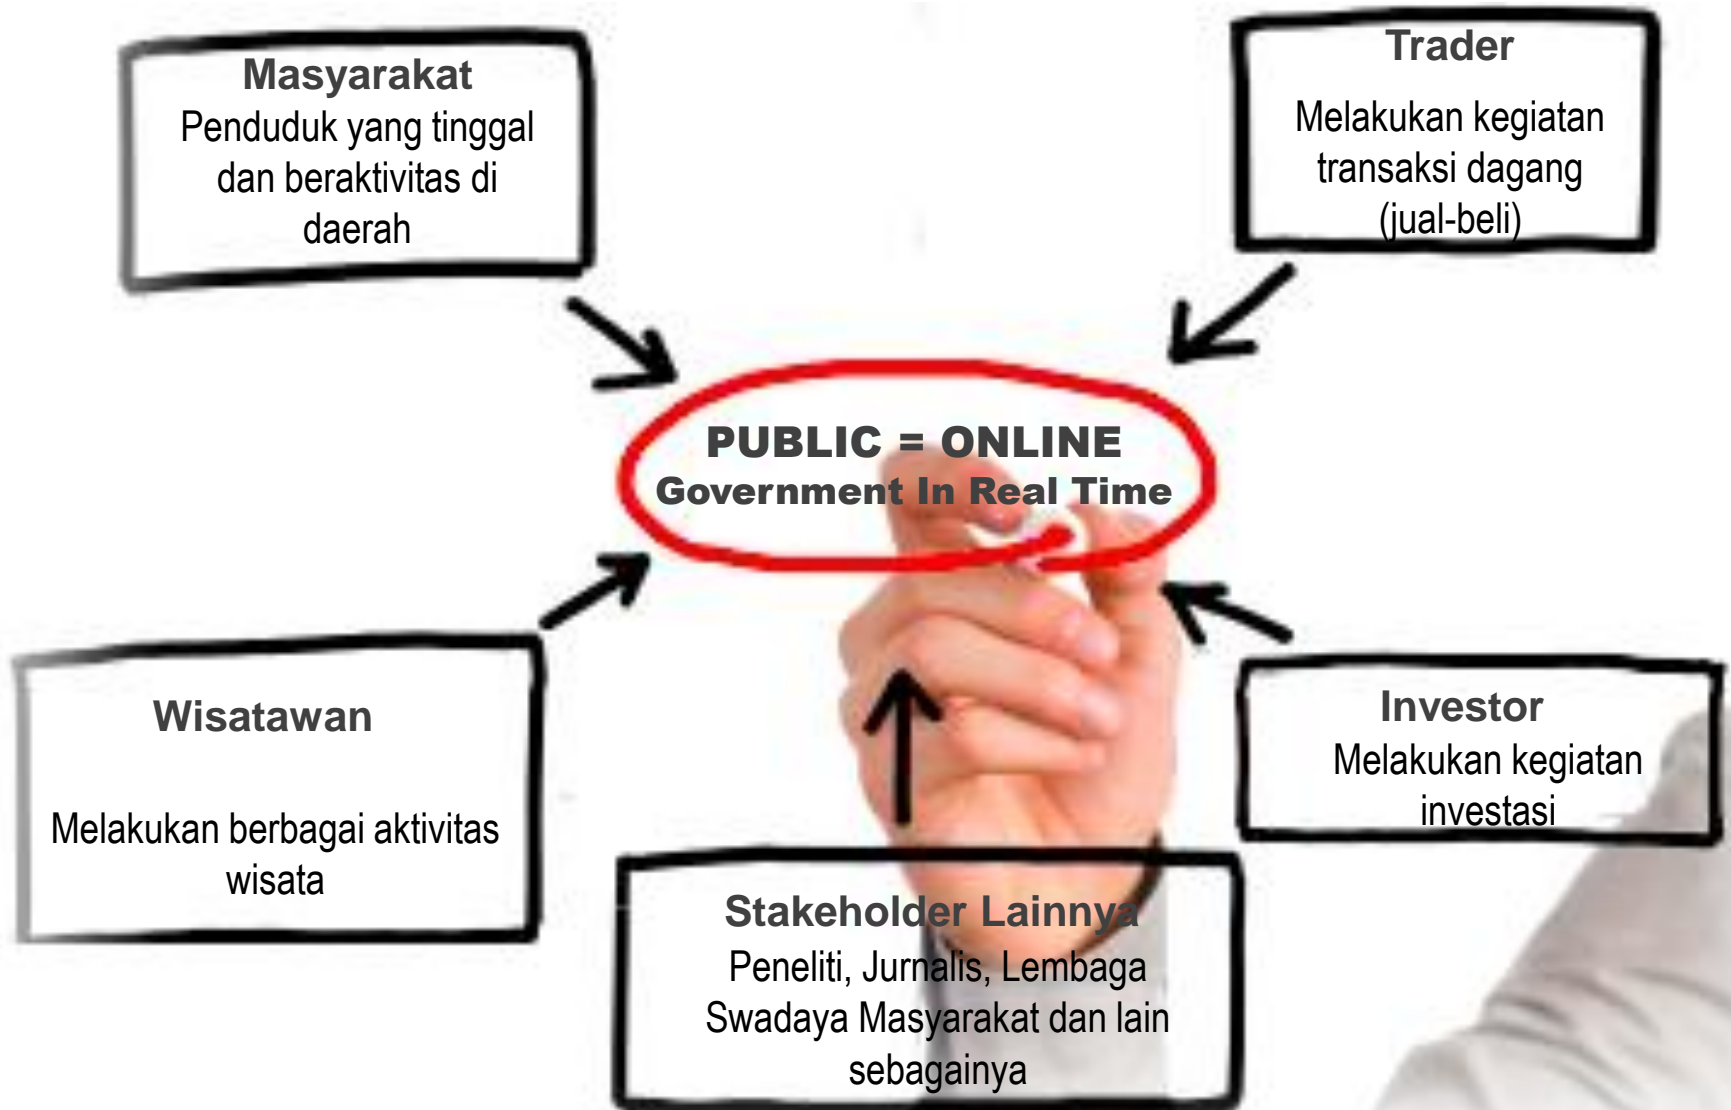 Masyarakat
Penduduk yang tinggal
dan beraktivitas di
daerah
Trader
Melakukan kegiatan
transaksi dagang
(jual-beli)
PUBLIC = ONLINE
Government In Real Time
Wisatawan
Melakukan berbagai aktivitas
wisata
Investor
Melakukan kegiatan
investasi
Stakeholder Lainnya
Peneliti, Jurnalis, Lembaga
Swadaya Masyarakat dan lain
sebagainya